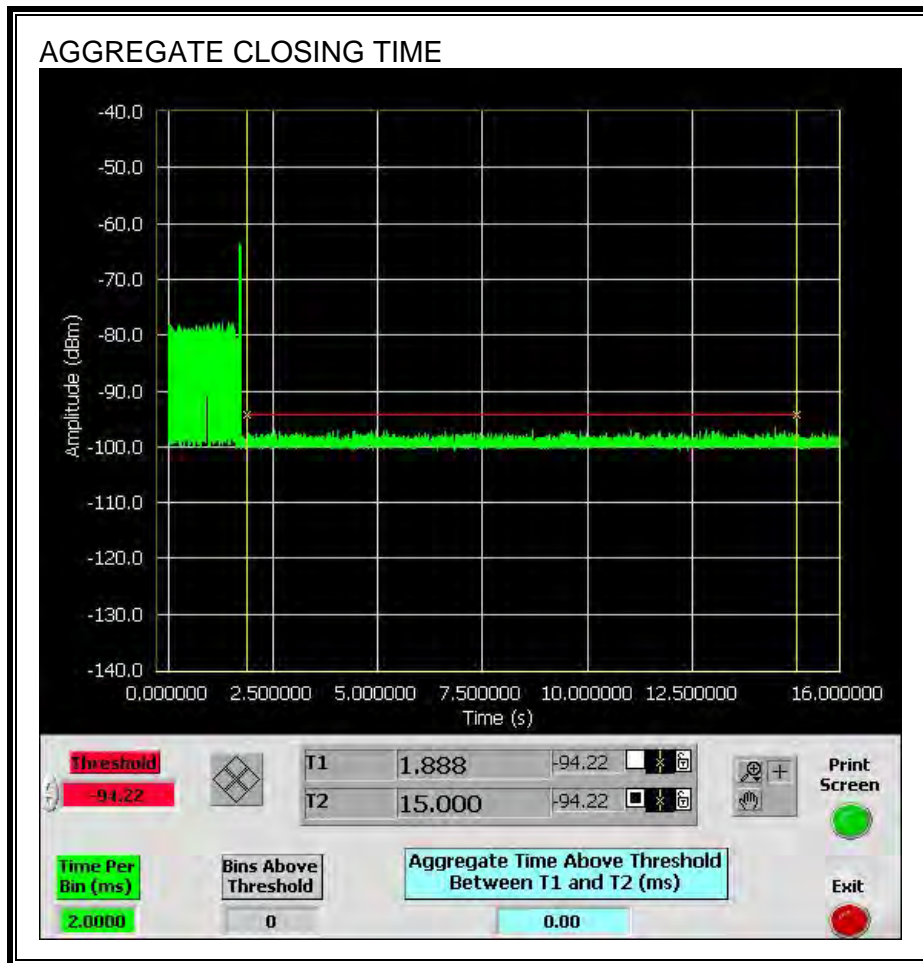 AGGREGATE CLOSING TIME
-40.0
-50.0
-60.0
-70.0
-80.0
-90.0
-100.0
-110.0
-120.0
-130.0
-140.0
Amplitude (dBm)
0.000000 2.500000 5.000000 7.500000 10.000000 12.500000 16.000000
Time (s)
Threshold
-94.22
T1 1.888 -94.22
T2 15.000 -94.22
Print Screen
Time Per Bin (ms)
2.0000
Bins Above Threshold
0
Aggregate Time Above Threshold
Between T1 and T2 (ms)
0.00
Exit